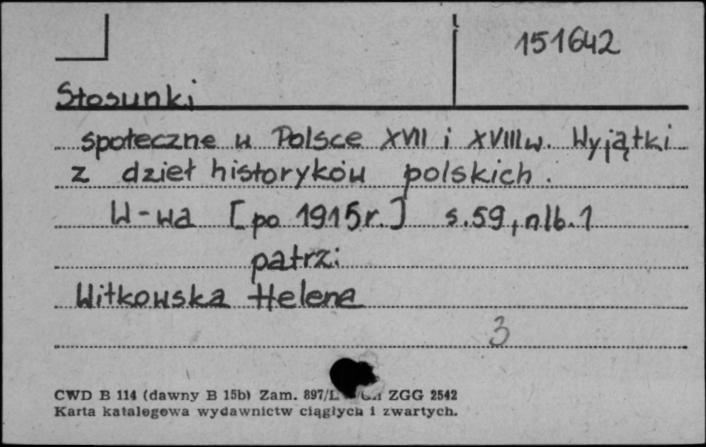 151642
Stosunki
społeczne w Polsce XVII i XVIII w. Wyjątki
z dzieł historyków polskich.
W-wa [po 1915r.] s.59, nlb.1
patrz:
Witkowska Helena
3
CWD B 114 (dawny B 15b) Zam. 897/L ZGG 2542
Karta katalogowa wydawnictw ciągłych i zwartych.